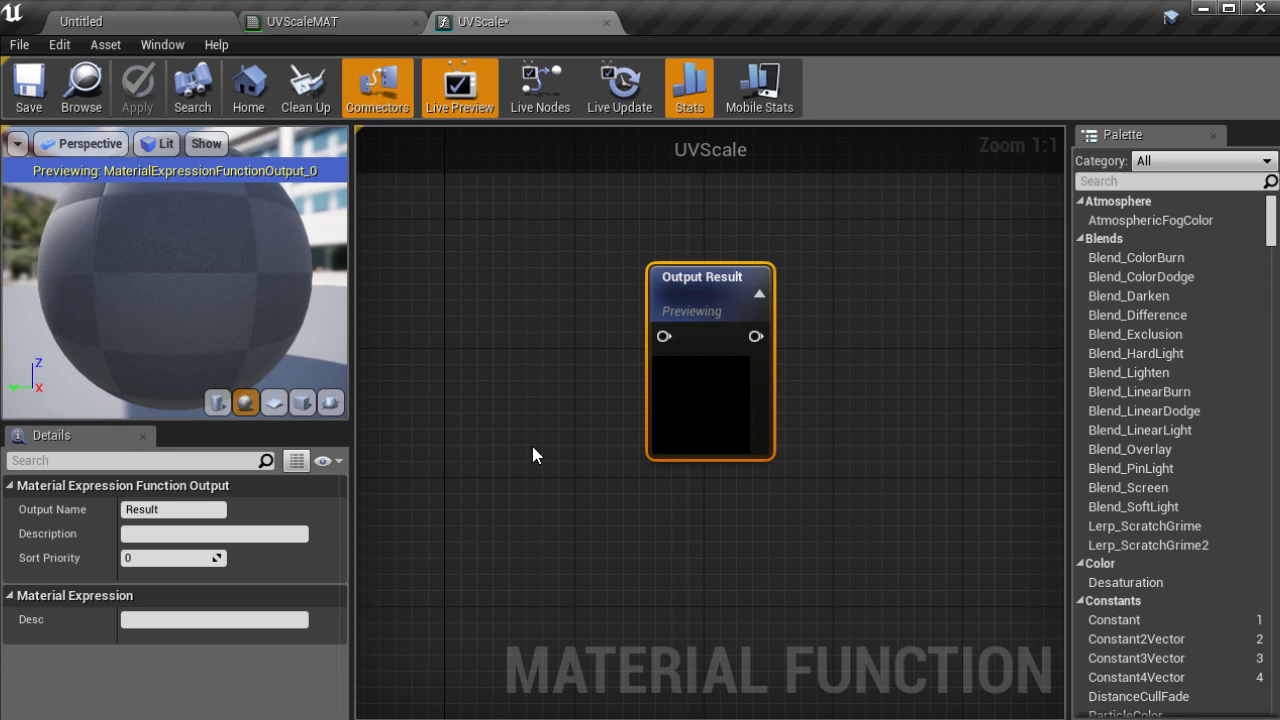 Untitled
UVScaleMAT
UVScale*
File Edit Asset Window Help
Save Browse Apply Search Home Clean Up Connectors Live Preview Live Nodes Live Update Stats Mobile Stats
Perspective Lit Show
Previewing: MaterialExpressionFunctionOutput_0
Z
X
Details
Search
Material Expression Function Output
Output Name Result
Description
Sort Priority 0
Material Expression
Desc
UVScale
Zoom 1:1
Output Result
Previewing
MATERIAL FUNCTION
Palette
Category: All
Search
Atmosphere
AtmosphericFogColor
Blends
Blend_ColorBurn
Blend_ColorDodge
Blend_Darken
Blend_Difference
Blend_Exclusion
Blend_HardLight
Blend_Lighten
Blend_LinearBurn
Blend_LinearDodge
Blend_LinearLight
Blend_Overlay
Blend_PinLight
Blend_Screen
Blend_SoftLight
Lerp_ScratchGrime
Lerp_ScratchGrime2
Color
Desaturation
Constants
Constant 1
Constant2Vector 2
Constant3Vector 3
Constant4Vector 4
DistanceCullFade
ParticleColor